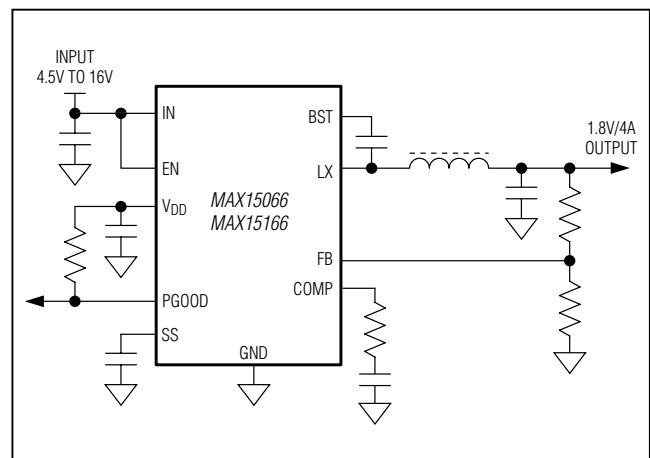 INPUT
4.5V TO 16V
IN
BST
1.8V/4A
OUTPUT
EN
LX
MAX15066
MAX15166
VDD
FB
COMP
PGOOD
SS
GND